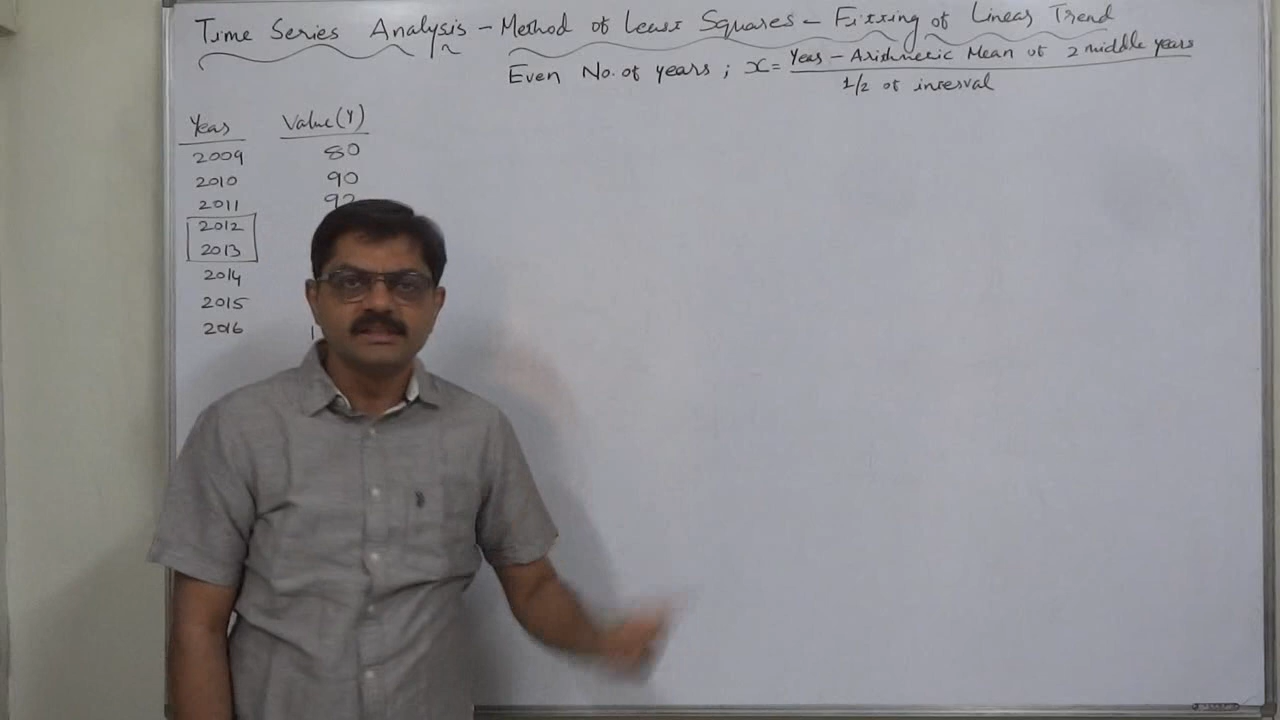 Time Series Analysis - Method of Least Squares - Fitting of Linear Trend
Even No. of years ; x = Year - Arithmetic Mean of 2 middle years
1/2 of interval
Year Value (Y)
2009 80
2010 90
2011 92
2012
2013
2014
2015
2016